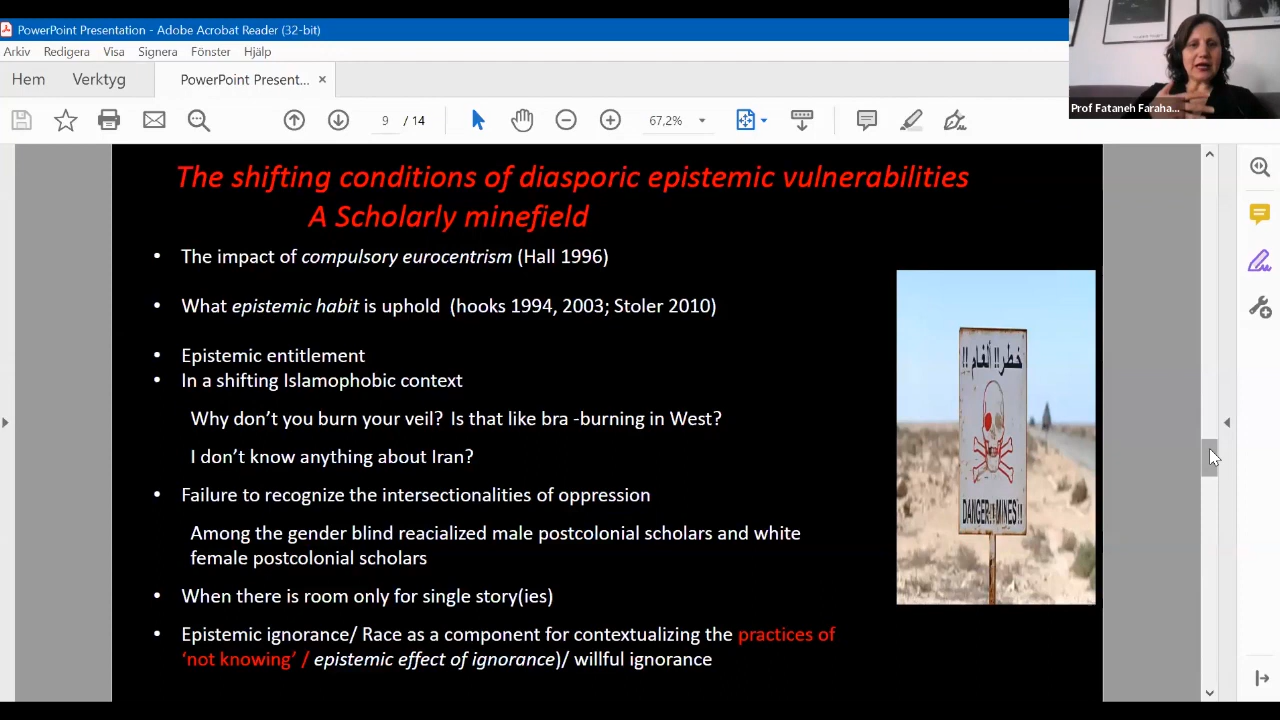 PowerPoint Presentation - Adobe Acrobat Reader (32-bit)
Arkiv Redigera Visa Signera Fönster Hjälp
Hem Verktyg PowerPoint Present... ×
9 / 14 67,2%
Prof Fataneh Faraha...
The shifting conditions of diasporic epistemic vulnerabilities
A Scholarly minefield
• The impact of compulsory eurocentrism (Hall 1996)
• What epistemic habit is uphold (hooks 1994, 2003; Stoler 2010)
• Epistemic entitlement
• In a shifting Islamophobic context
Why don’t you burn your veil? Is that like bra -burning in West?
I don’t know anything about Iran?
• Failure to recognize the intersectionalities of oppression
Among the gender blind reacialized male postcolonial scholars and white
female postcolonial scholars
• When there is room only for single story(ies)
• Epistemic ignorance/ Race as a component for contextualizing the practices of
‘not knowing’ / epistemic effect of ignorance)/ willful ignorance
خطر!! ألغام !!
DANGER!! MINES!!